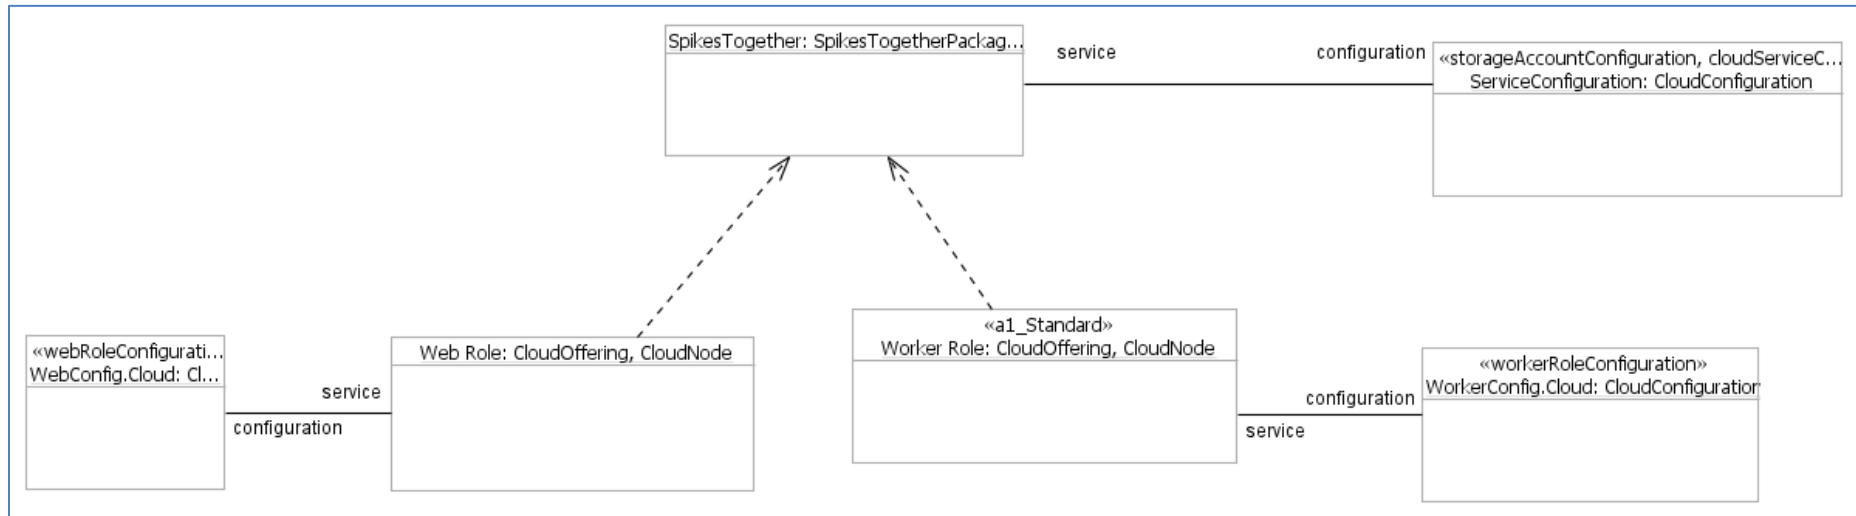 SpikesTogether: SpikesTogetherPackag...
service
configuration
«storageAccountConfiguration, cloudServiceC...
ServiceConfiguration: CloudConfiguration
«webRoleConfigurati...
WebConfig.Cloud: Cl...
service
configuration
Web Role: CloudOffering, CloudNode
«a1_Standard»
Worker Role: CloudOffering, CloudNode
configuration
service
«workerRoleConfiguration»
WorkerConfig.Cloud: CloudConfiguration